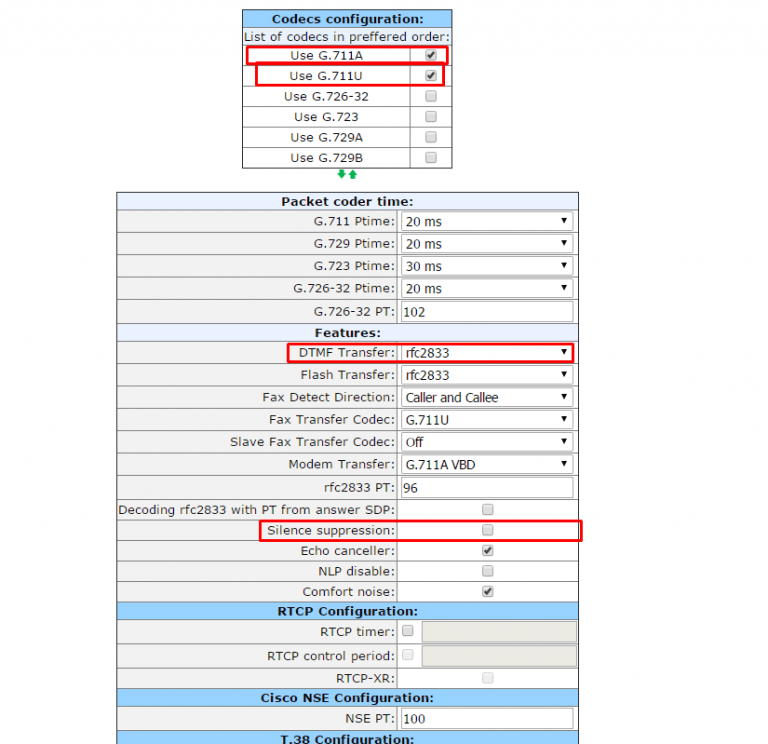 Codecs configuration:
List of codecs in preffered order:
Use G.711A
Use G.711U
Use G.726-32
Use G.723
Use G.729A
Use G.729B
Packet coder time:
G.711 Ptime: 20 ms
G.729 Ptime: 20 ms
G.723 Ptime: 30 ms
G.726-32 Ptime: 20 ms
G.726-32 PT: 102
Features:
DTMF Transfer: rfc2833
Flash Transfer: rfc2833
Fax Detect Direction: Caller and Callee
Fax Transfer Codec: G.711U
Slave Fax Transfer Codec: Off
Modem Transfer: G.711A VBD
rfc2833 PT: 96
Decoding rfc2833 with PT from answer SDP:
Silence suppression:
Echo canceller:
NLP disable:
Comfort noise:
RTCP Configuration:
RTCP timer:
RTCP control period:
RTCP-XR:
Cisco NSE Configuration:
NSE PT: 100
T.38 Configuration: